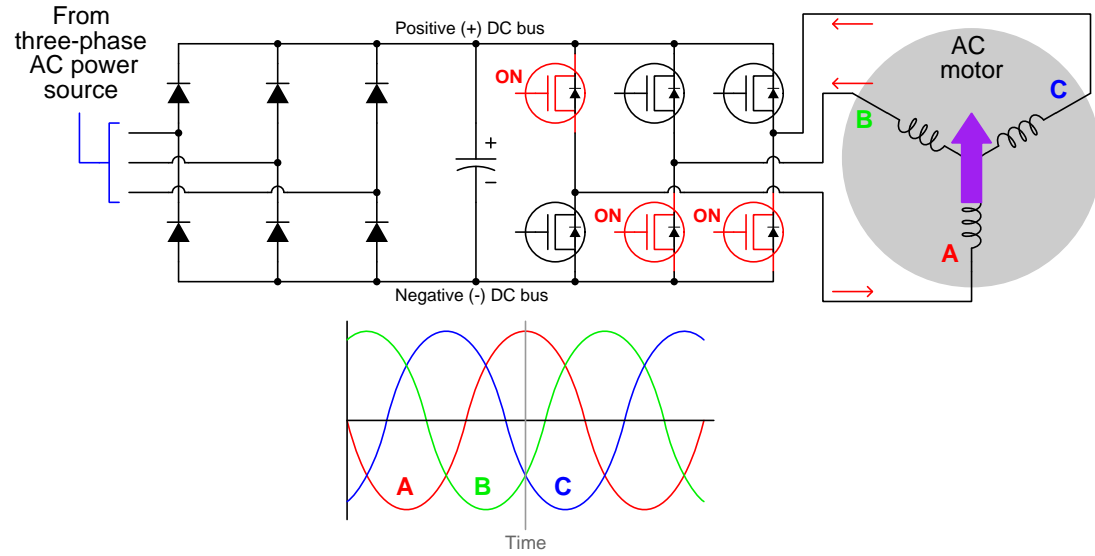 From
three-phase
AC power
source
Positive (+) DC bus
ON
+
−
ON
ON
Negative (-) DC bus
AC
motor
C
B
A
A
B
C
Time